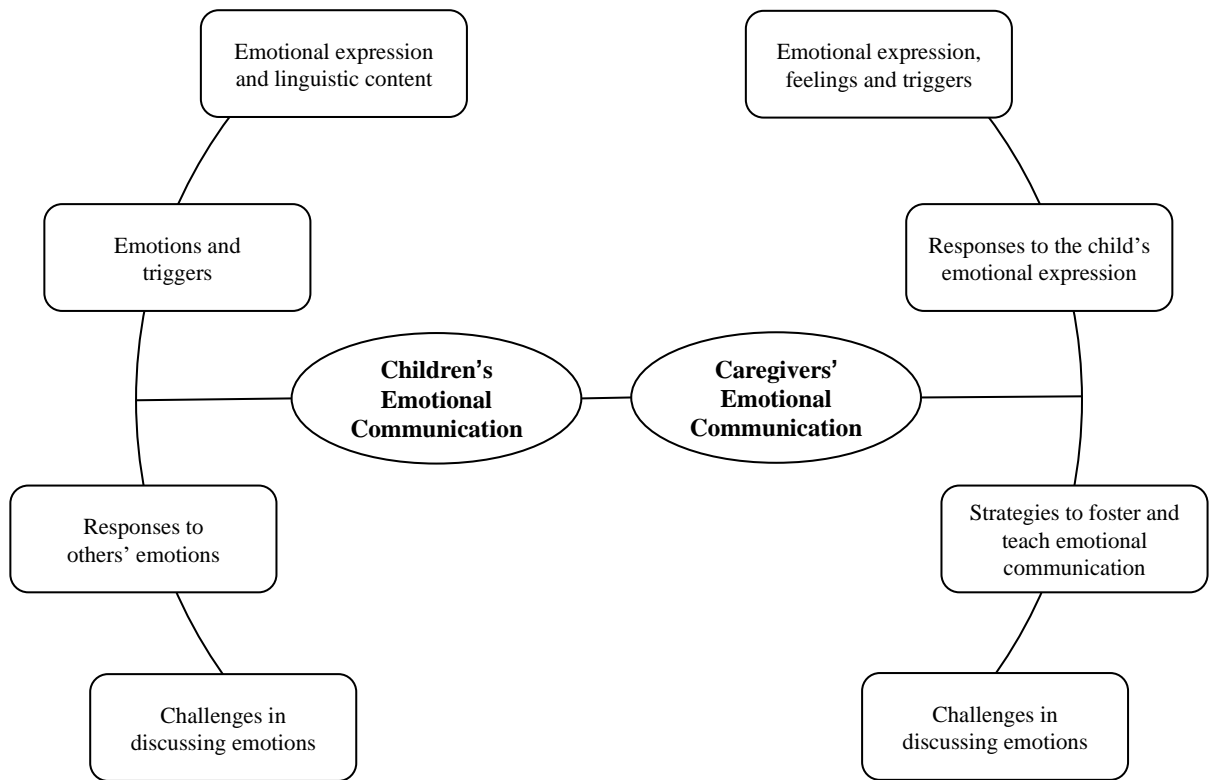 Emotional expression
and linguistic content
Emotional expression,
feelings and triggers
Emotions and
triggers
Responses to the child’s
emotional expression
Children’s
Emotional
Communication
Caregivers’
Emotional
Communication
Responses to
others’ emotions
Strategies to foster and
teach emotional
communication
Challenges in
discussing emotions
Challenges in
discussing emotions